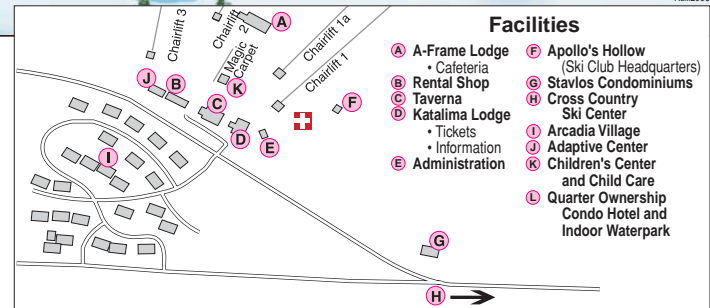 Facilities
A A-Frame Lodge
• Cafeteria
B Rental Shop
C Taverna
D Katalima Lodge
• Tickets
• Information
E Administration
F Apollo's Hollow
(Ski Club Headquarters)
G Stavlos Condominiums
H Cross Country
Ski Center
I Arcadia Village
J Adaptive Center
K Children's Center
and Child Care
L Quarter Ownership
Condo Hotel and
Indoor Waterpark
Chairlift 3
Chairlift 2
Magic
Carpet
Chairlift 1a
Chairlift 1
A
J
B
K
C
F
D
E
I
G
H